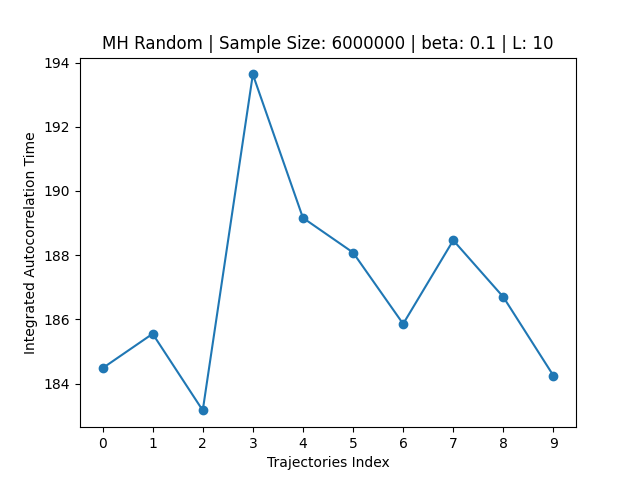 MH Random | Sample Size: 6000000 | beta: 0.1 | L: 10
194
192
190
188
186
184
Integrated Autocorrelation Time
0 1 2 3 4 5 6 7 8 9
Trajectories Index